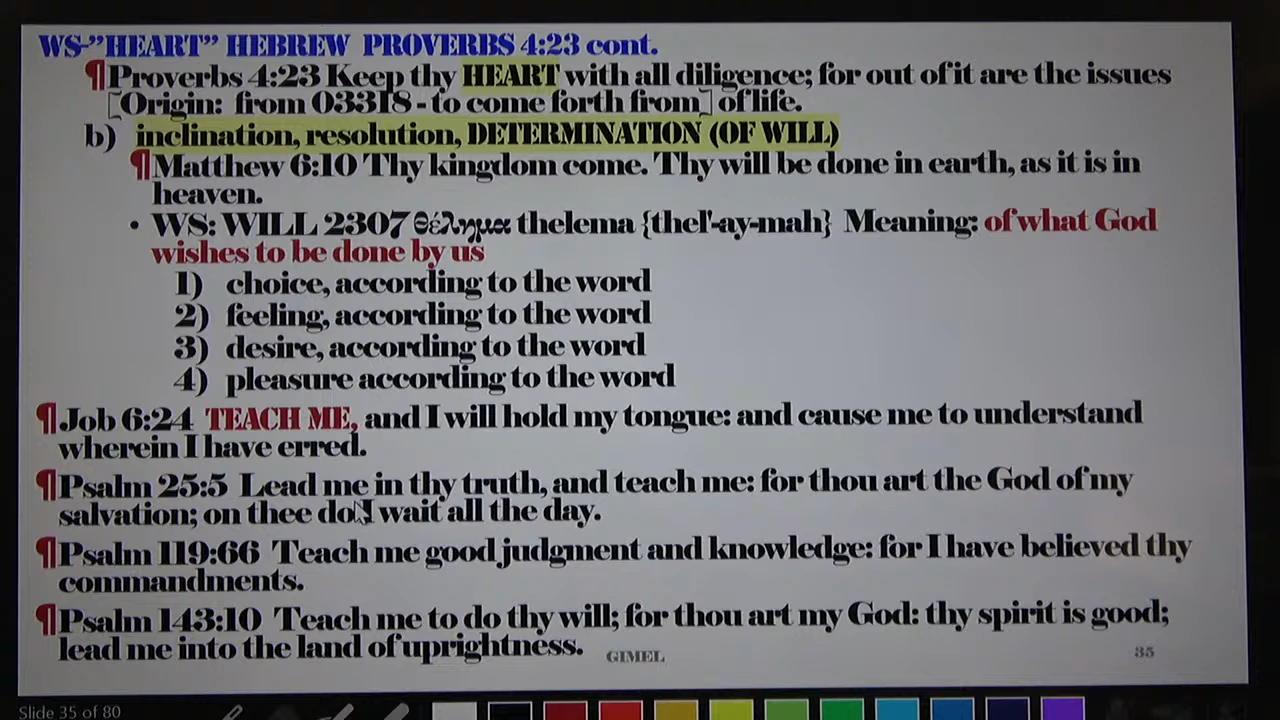 WS-"HEART" HEBREW PROVERBS 4:23 cont.
¶Proverbs 4:23 Keep thy HEART with all diligence; for out of it are the issues
[Origin: from 03318 - to come forth from] of life.
b) inclination, resolution, DETERMINATION (OF WILL)
¶Matthew 6:10 Thy kingdom come. Thy will be done in earth, as it is in
heaven.
• WS: WILL 2307 θέλημα thelema {thel'-ay-mah} Meaning: of what God
wishes to be done by us
1) choice, according to the word
2) feeling, according to the word
3) desire, according to the word
4) pleasure according to the word
¶Job 6:24 TEACH ME, and I will hold my tongue: and cause me to understand
wherein I have erred.
¶Psalm 25:5 Lead me in thy truth, and teach me: for thou art the God of my
salvation; on thee do I wait all the day.
¶Psalm 119:66 Teach me good judgment and knowledge: for I have believed thy
commandments.
¶Psalm 143:10 Teach me to do thy will; for thou art my God: thy spirit is good;
lead me into the land of uprightness.
GIMEL 35
Slide 35 of 80